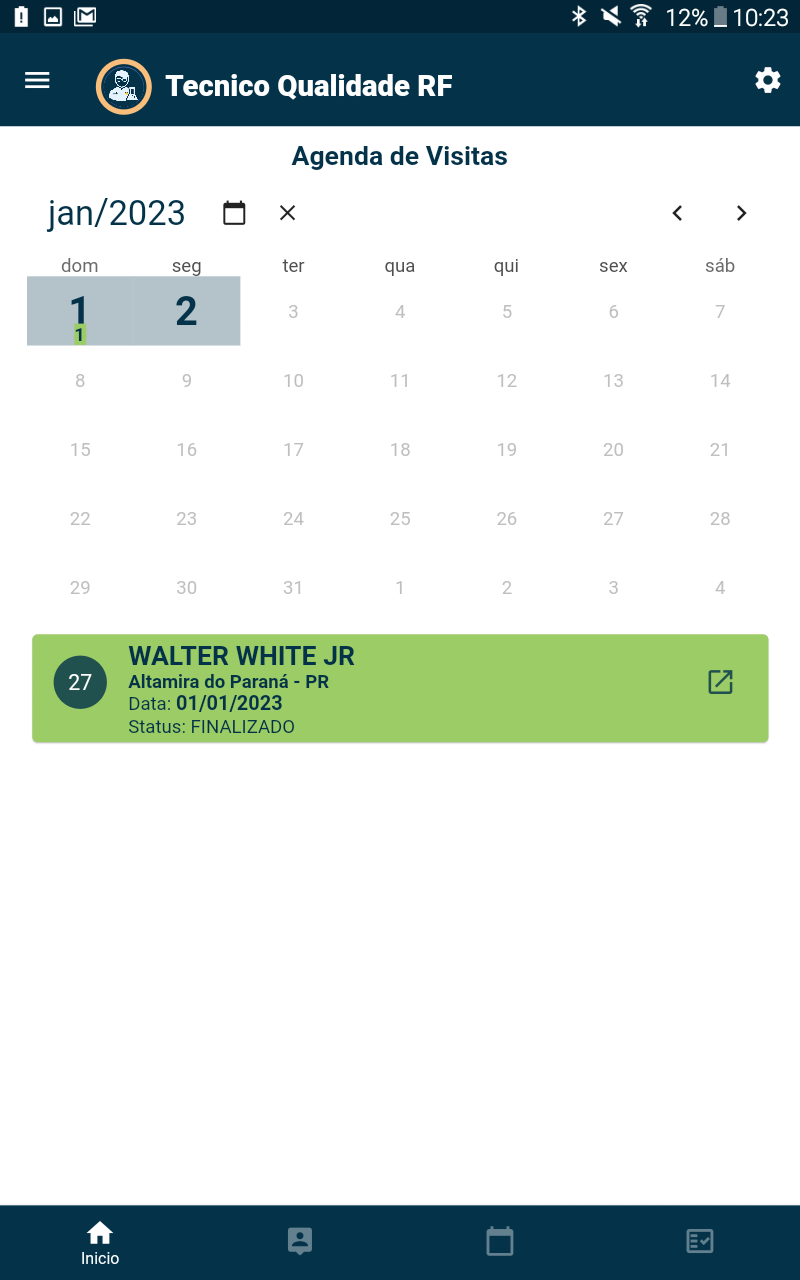 12% 10:23
Tecnico Qualidade RF
Agenda de Visitas
jan/2023
dom seg ter qua qui sex sáb
1 2 3 4 5 6 7
1
8 9 10 11 12 13 14
15 16 17 18 19 20 21
22 23 24 25 26 27 28
29 30 31 1 2 3 4
27
WALTER WHITE JR
Altamira do Paraná - PR
Data: 01/01/2023
Status: FINALIZADO
Inicio